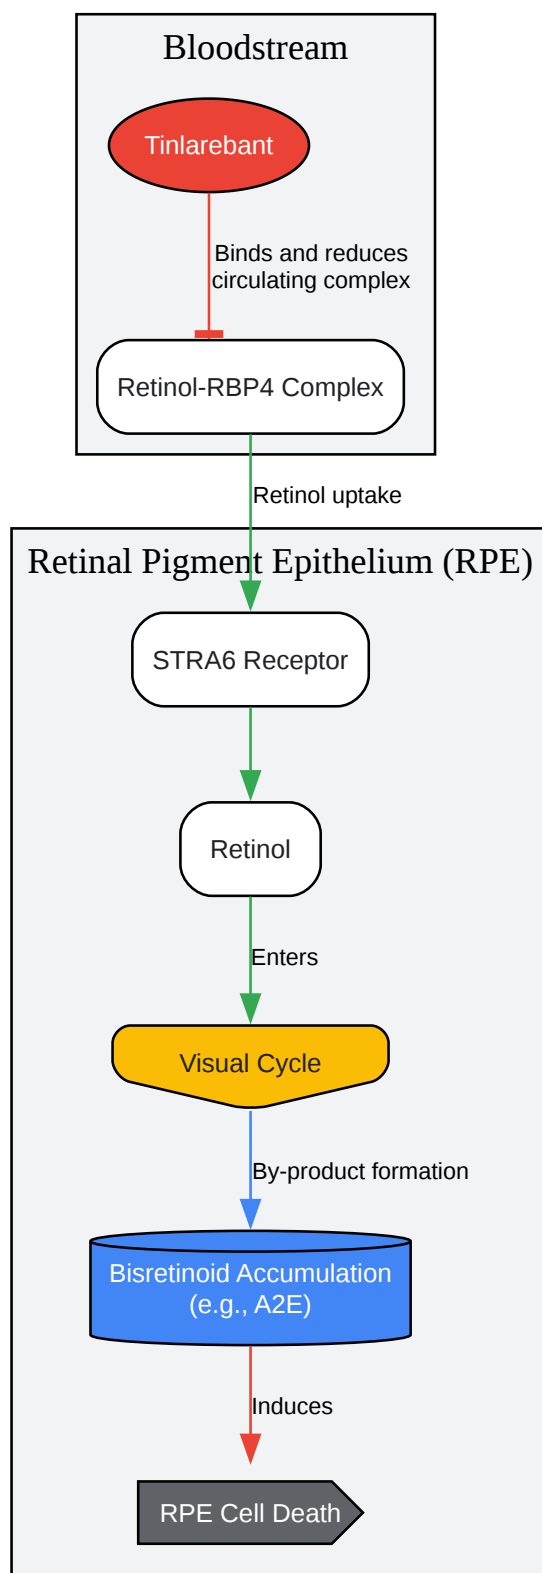 Bloodstream
Tinlarebant
Binds and reduces
circulating complex
Retinol-RBP4 Complex
Retinol uptake
Retinal Pigment Epithelium (RPE)
STRA6 Receptor
Retinol
Enters
Visual Cycle
By-product formation
Bisretinoid Accumulation
(e.g., A2E)
Induces
RPE Cell Death